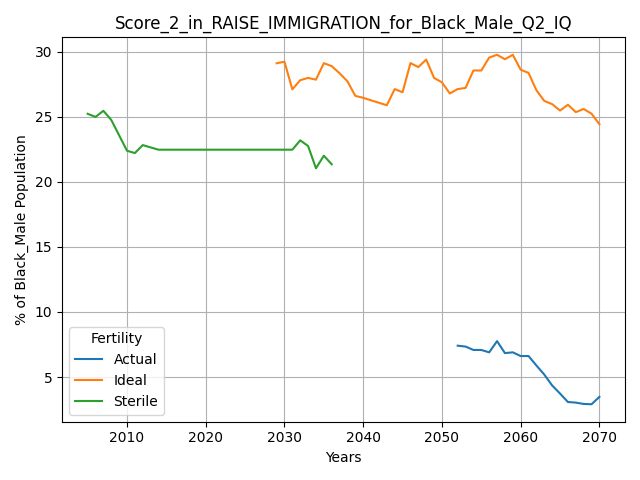 Score_2_in_RAISE_IMMIGRATION_for_Black_Male_Q2_IQ
% of Black_Male Population
30
25
20
15
10
5
Fertility
Actual
Ideal
Sterile
2010 2020 2030 2040 2050 2060 2070
Years